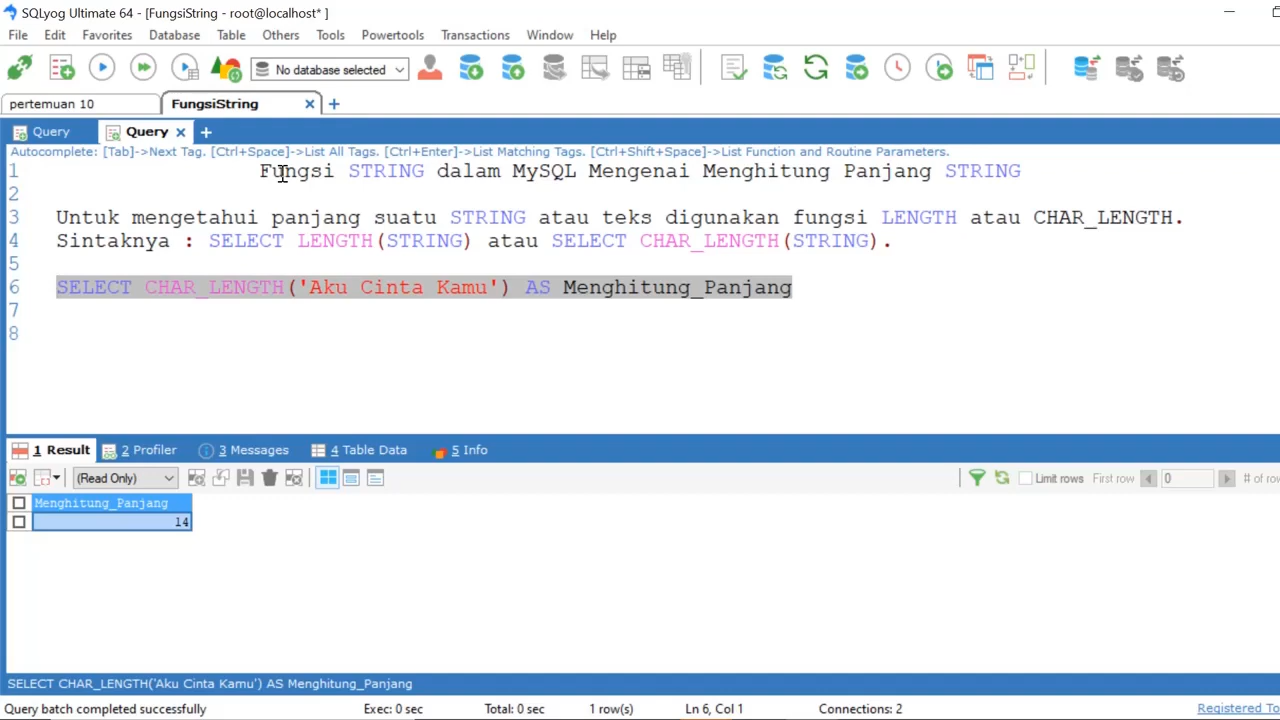 SQLyog Ultimate 64 - [FungsiString - root@localhost* ]
File Edit Favorites Database Table Others Tools Powertools Transactions Window Help
No database selected
pertemuan 10 FungsiString
Query Query
Autocomplete: [Tab]->Next Tag. [Ctrl+Space]->List All Tags. [Ctrl+Enter]->List Matching Tags. [Ctrl+Shift+Space]->List Function and Routine Parameters.
1 Fungsi STRING dalam MySQL Mengenai Menghitung Panjang STRING
2
3 Untuk mengetahui panjang suatu STRING atau teks digunakan fungsi LENGTH atau CHAR_LENGTH.
4 Sintaknya : SELECT LENGTH(STRING) atau SELECT CHAR_LENGTH(STRING).
5
6 SELECT CHAR_LENGTH('Aku Cinta Kamu') AS Menghitung_Panjang
7
8
1 Result 2 Profiler 3 Messages 4 Table Data 5 Info
(Read Only) Limit rows First row 0 # of row
Menghitung_Panjang
14
SELECT CHAR_LENGTH('Aku Cinta Kamu') AS Menghitung_Panjang
Query batch completed successfully Exec: 0 sec Total: 0 sec 1 row(s) Ln 6, Col 1 Connections: 2 Registered To